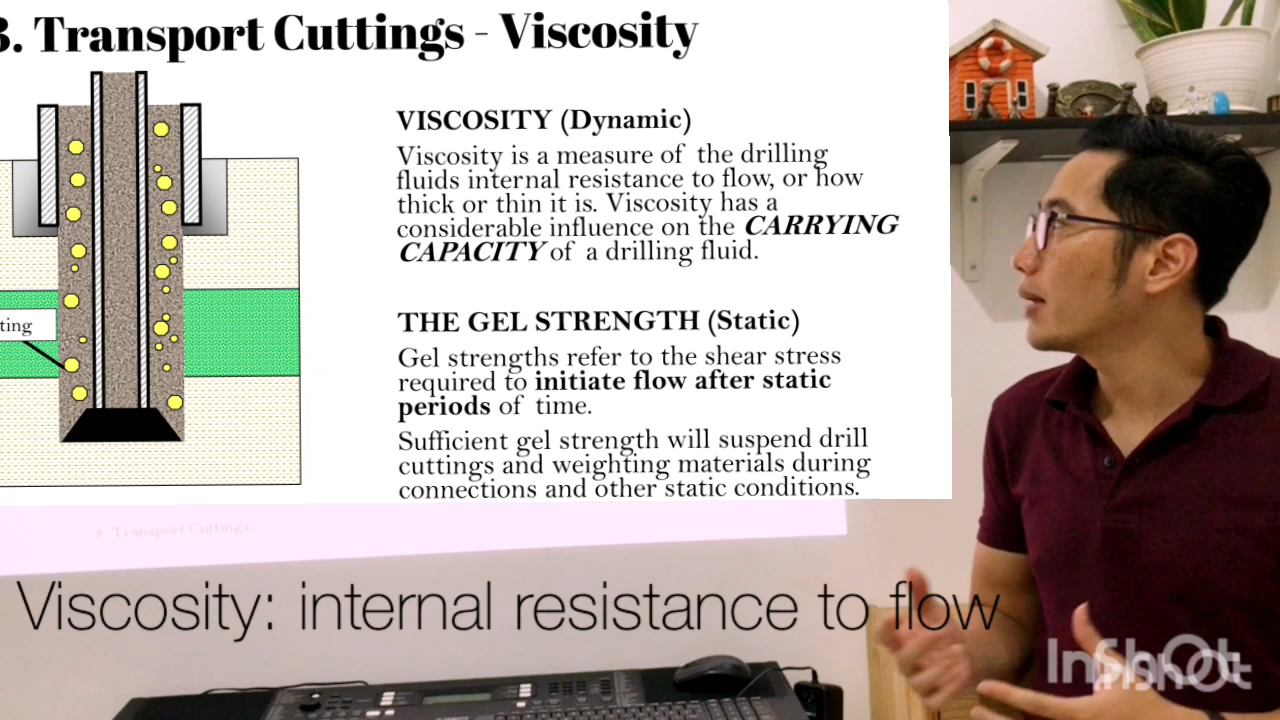 3. Transport Cuttings - Viscosity
VISCOSITY (Dynamic)
Viscosity is a measure of the drilling
fluids internal resistance to flow, or how
thick or thin it is. Viscosity has a
considerable influence on the CARRYING
CAPACITY of a drilling fluid.
ting
THE GEL STRENGTH (Static)
Gel strengths refer to the shear stress
required to initiate flow after static
periods of time.
Sufficient gel strength will suspend drill
cuttings and weighting materials during
connections and other static conditions.
3. Transport Cuttings
Viscosity: internal resistance to flow
InShOt
InShOt